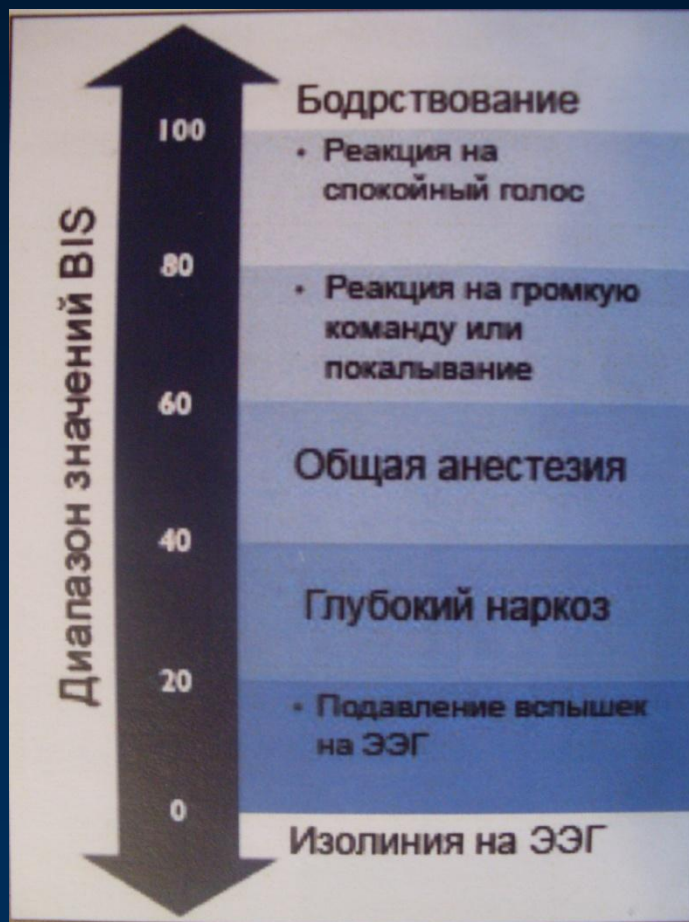 Диапазон значений BIS
Бодрствование
100
• Реакция на
спокойный голос
80
• Реакция на громкую
команду или
покалывание
60
Общая анестезия
40
Глубокий наркоз
20
• Подавление вспышек
на ЭЭГ
0
Изолиния на ЭЭГ